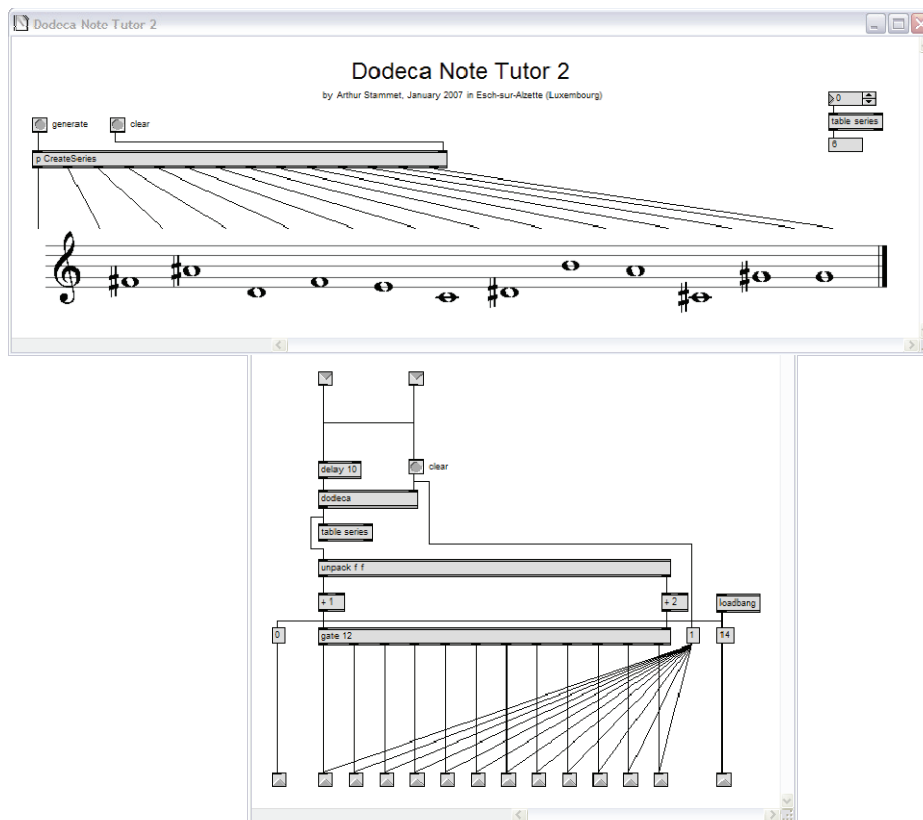 Dodeca Note Tutor 2
Dodeca Note Tutor 2
by Arthur Stammet, January 2007 in Esch-sur-Alzette (Luxembourg)
0
generate
clear
table series
6
p CreateSeries
delay 10
clear
dodeca
table series
unpack f f
+ 1
+ 2
loadbang
0
gate 12
1
14